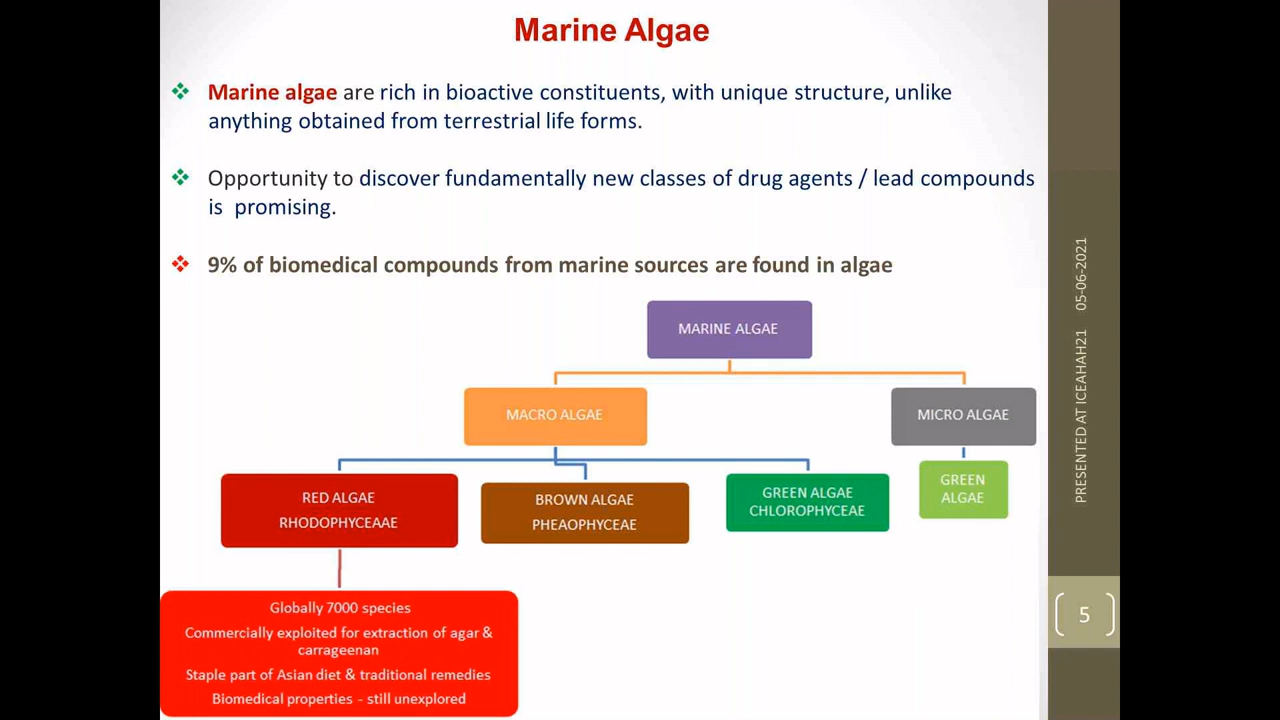 Marine Algae
Marine algae are rich in bioactive constituents, with unique structure, unlike
anything obtained from terrestrial life forms.
Opportunity to discover fundamentally new classes of drug agents / lead compounds
is promising.
9% of biomedical compounds from marine sources are found in algae
MARINE ALGAE
MACRO ALGAE
MICRO ALGAE
RED ALGAE
RHODOPHYCEAAE
BROWN ALGAE
PHEAOPHYCEAE
GREEN ALGAE
CHLOROPHYCEAE
GREEN
ALGAE
Globally 7000 species
Commercially exploited for extraction of agar &
carrageenan
Staple part of Asian diet & traditional remedies
Biomedical properties - still unexplored
PRESENTED AT ICEAHAH21 05-06-2021
5